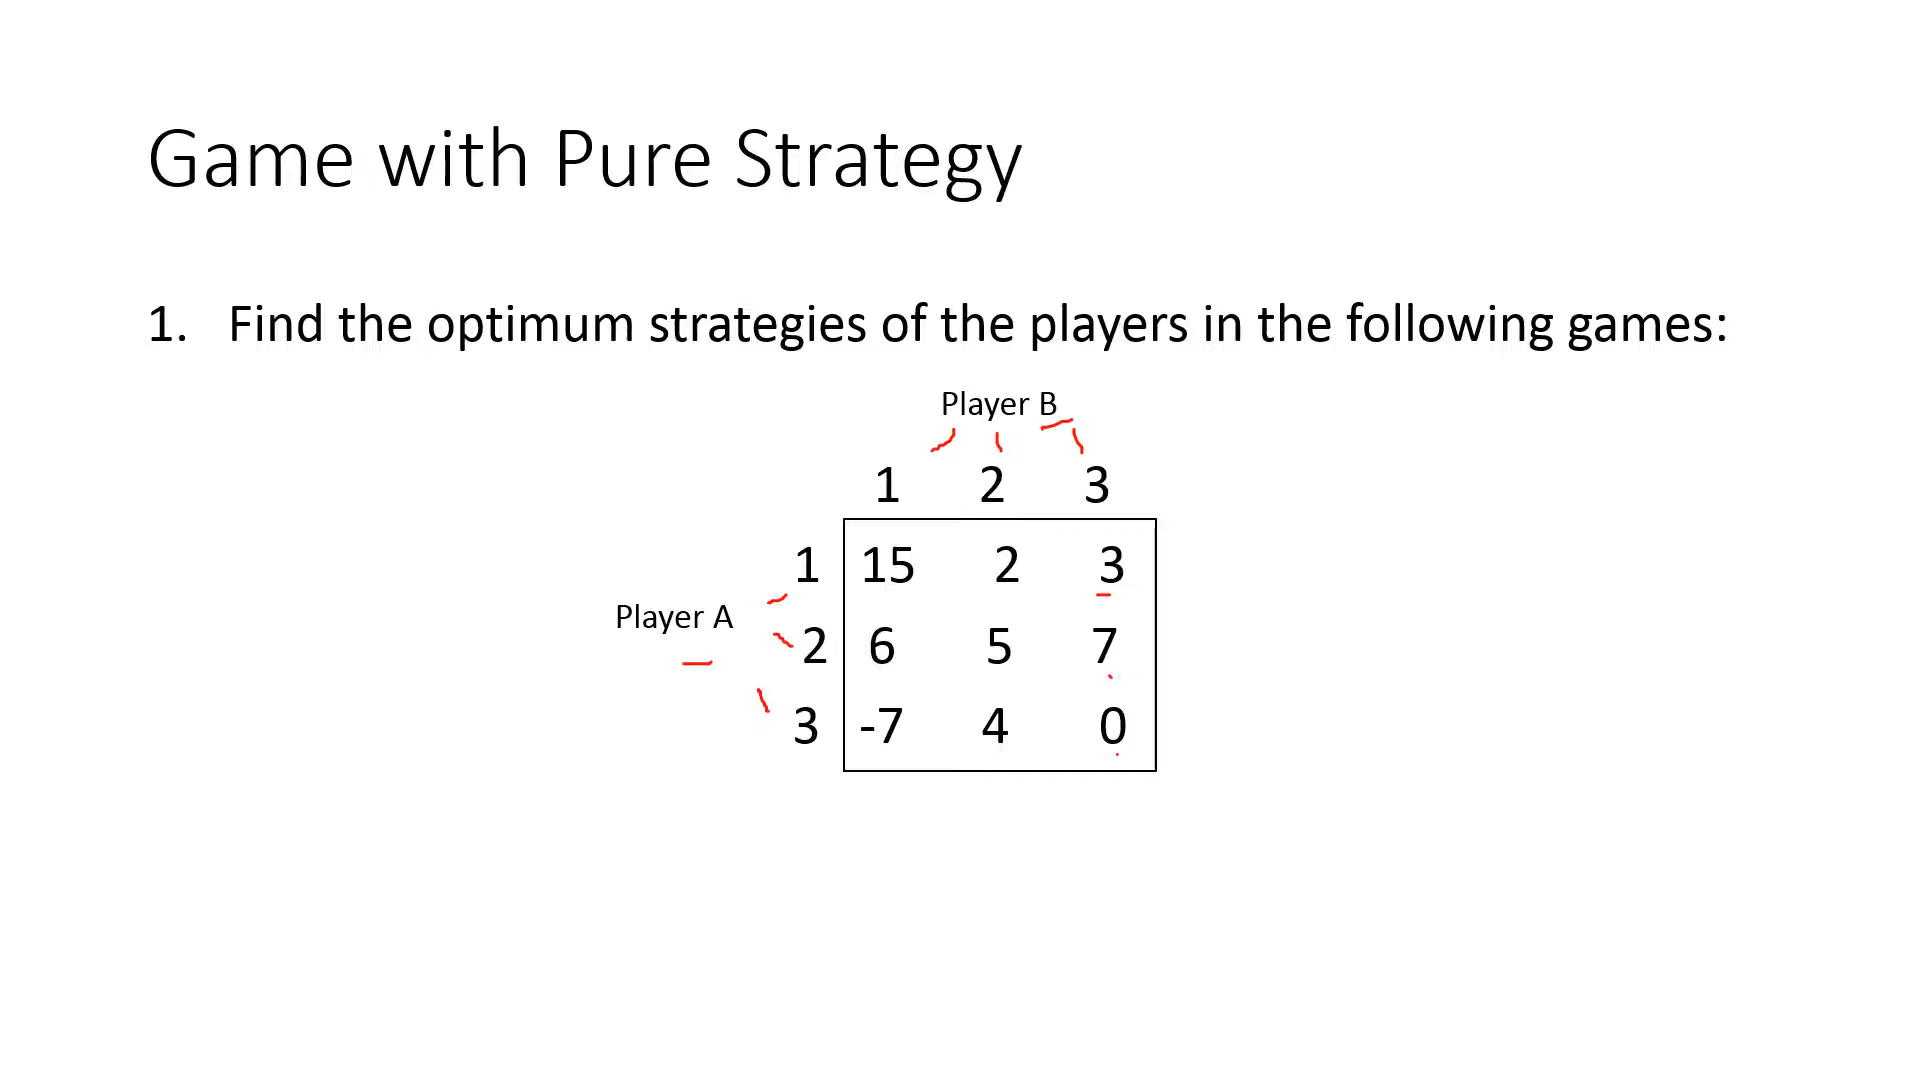 Game with Pure Strategy
1. Find the optimum strategies of the players in the following games:
Player B
1 2 3
1 15 2 3
Player A
2 6 5 7
3 -7 4 0